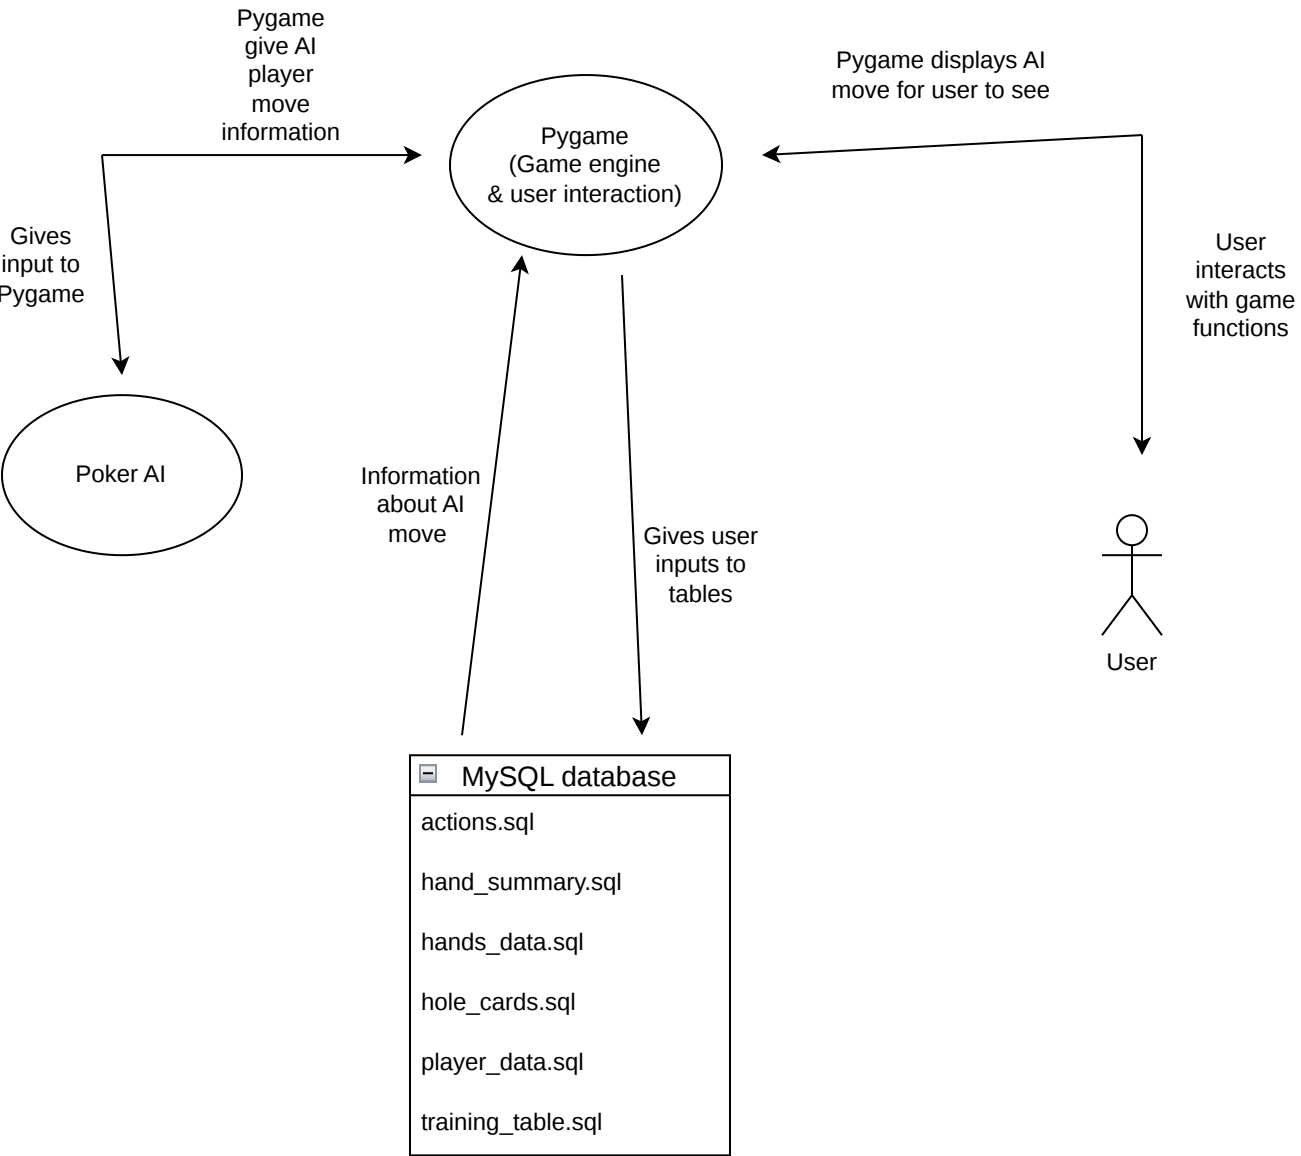 Pygame
give AI
player
move
information
Pygame displays AI
move for user to see
Pygame
(Game engine
& user interaction)
Gives
input to
Pygame
User
interacts
with game
functions
Poker AI
Information
about AI
move
Gives user
inputs to
tables
User
MySQL database
actions.sql
hand_summary.sql
hands_data.sql
hole_cards.sql
player_data.sql
training_table.sql